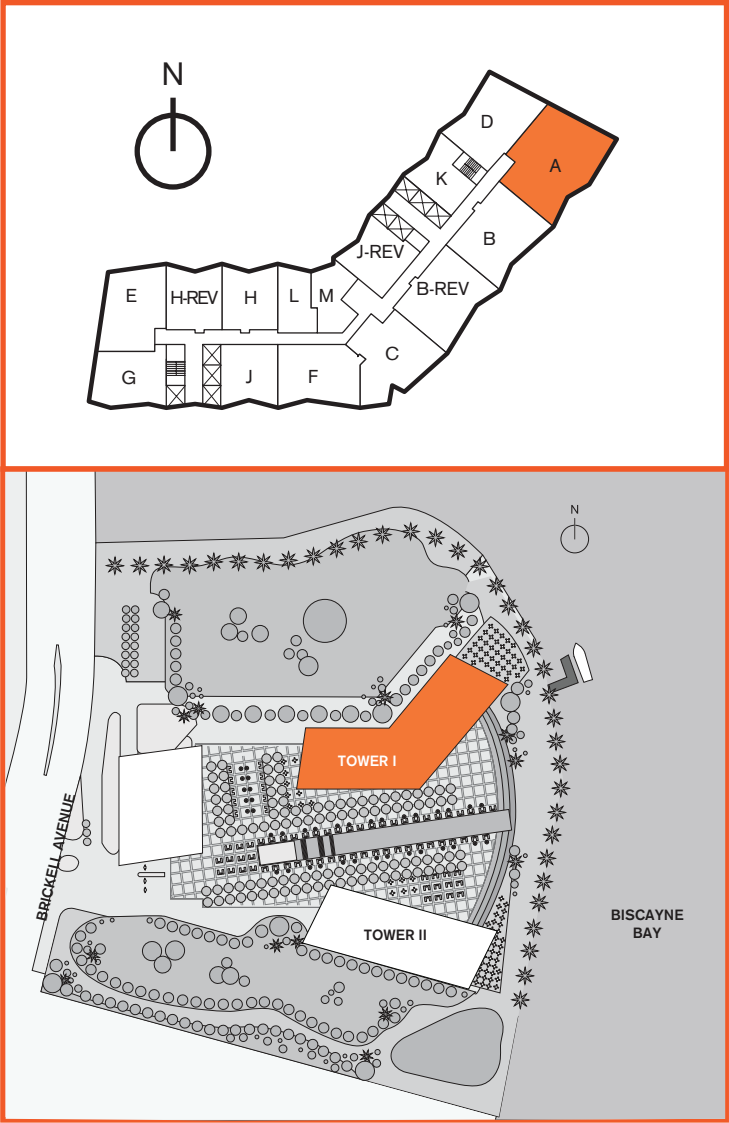 N
D
A
K
B
J-REV
B-REV
E
H-REV
H
L
M
C
G
J
F
N
TOWER I
BRICKELL AVENUE
TOWER II
BISCAYNE
BAY